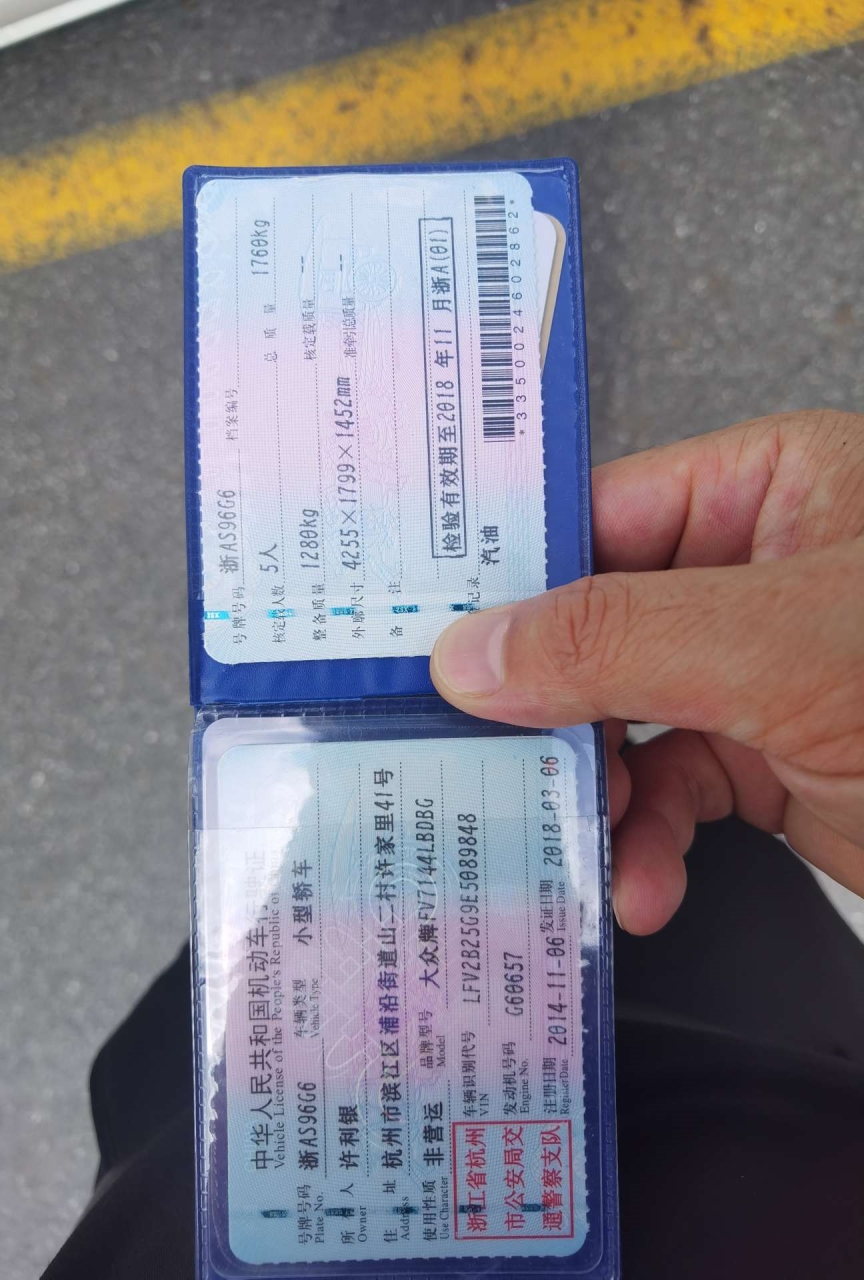 中华人民共和国机动车行驶证
Vehicle License of the People's Republic of
号牌号码 浙AS96G6 车辆类型 小型轿车
Plate No. Vehicle Type
所有人 许利银
Owner
住址 杭州市滨江区浦沿街道山二村许家里41号
Address
使用性质 非营运 品牌型号 大众牌FV7144LBDBG
Use Character Model
浙江省杭州
市公安局交
通警察支队
车辆识别代号 LFV2B25G9E5089848
VIN
发动机号码 G60657
Engine No.
注册日期 2014-11-06 发证日期 2018-03-06
Register Date Issue Date
号牌号码 浙AS96G6 档案编号
核定载人数 5人 总质量 1760kg
整备质量 1280kg 核定载质量 --
外廓尺寸 4255×1799×1452mm 准牵引总质量 --
备注
检验有效期至2018年11月浙A(01)
记录 汽油
*3350024602862*